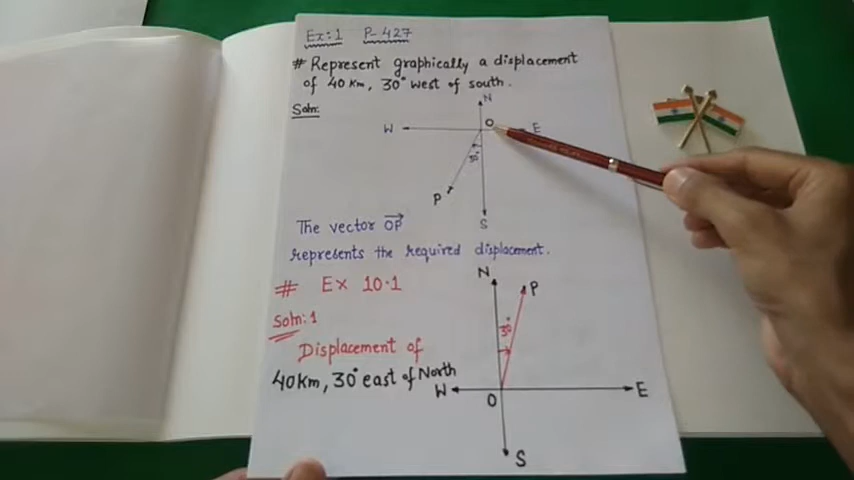 Ex:1 P-427
# Represent graphically a displacement
of 40 Km, 30° west of south.
Soln:
N
W O E
30°
P
S
The vector OP
represents the required displacement.
# Ex 10.1
N
P
Soln:1
30°
Displacement of
40Km, 30° east of North
W O E
S